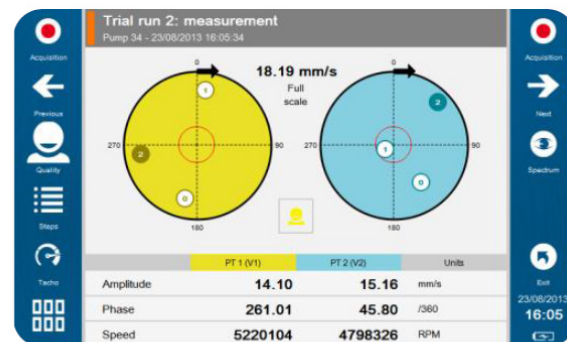 Trial run 2: measurement
Pump 34 - 23/08/2013 16:05:34
Acquisition
Previous
Quality
Steps
Tacho
18.19 mm/s
Full
scale
0
90
180
270
1
2
0
0
90
180
270
2
1
0
PT 1 (V1) PT 2 (V2) Units
Amplitude 14.10 15.16 mm/s
Phase 261.01 45.80 /360
Speed 5220104 4798326 RPM
Acquisition
Next
Spectrum
Exit
23/08/2013
16:05